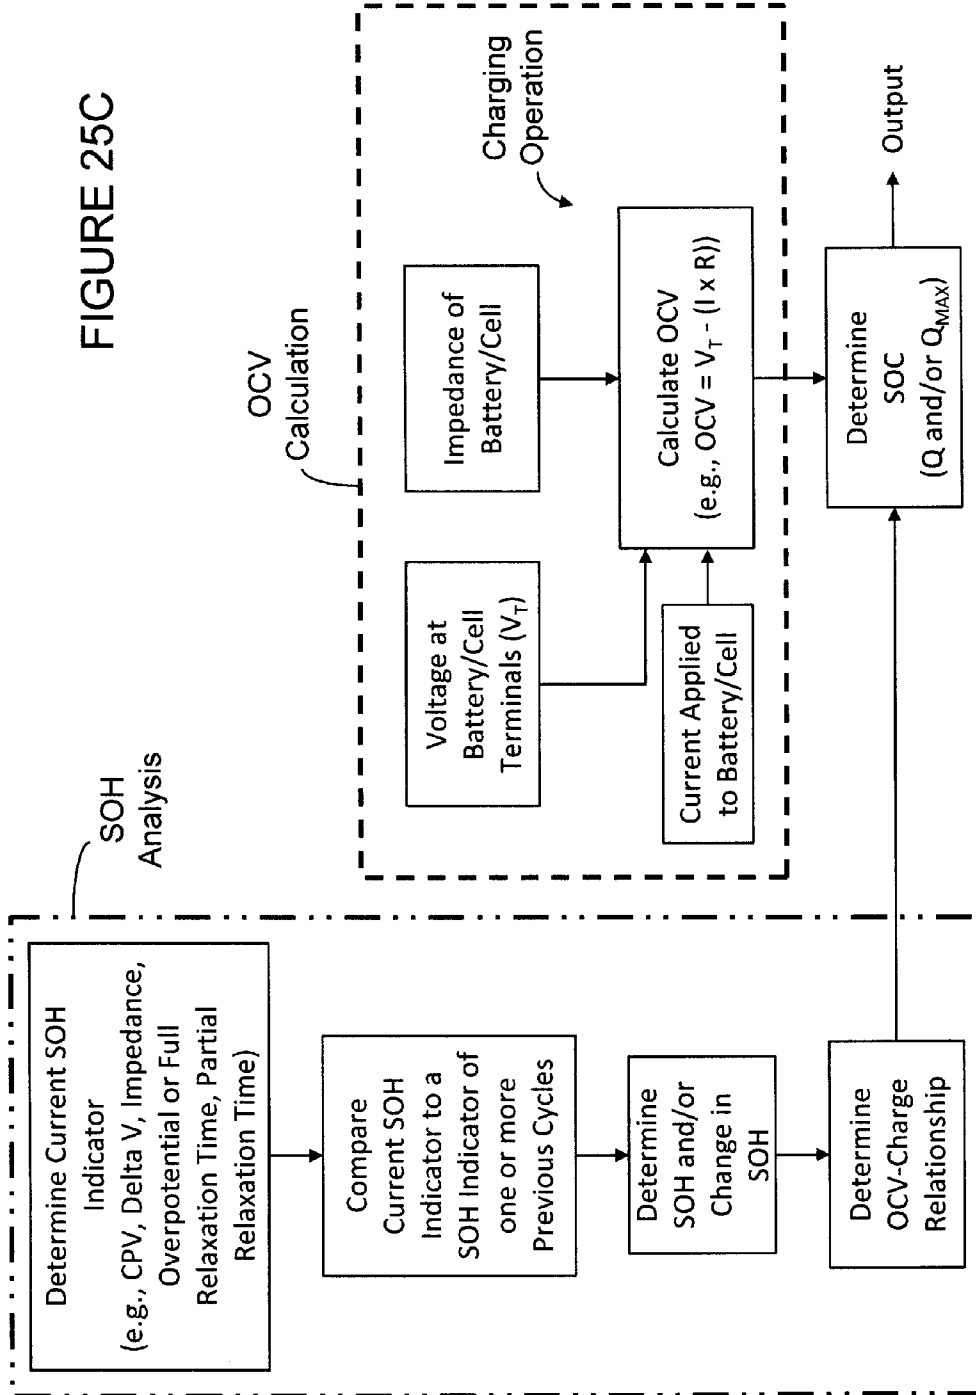 FIGURE 25C
SOH
Analysis
Determine Current SOH
Indicator
(e.g., CPV, Delta V, Impedance,
Overpotential or Full
Relaxation Time, Partial
Relaxation Time)
Compare
Current SOH
Indicator to a
SOH Indicator of
one or more
Previous Cycles
Determine
SOH and/or
Change in
SOH
Determine
OCV-Charge
Relationship
OCV
Calculation
Voltage at
Battery/Cell
Terminals (VT)
Impedance of
Battery/Cell
Charging
Operation
Current Applied
to Battery/Cell
Calculate OCV
(e.g., OCV = VT - (I x R))
Determine
SOC
(Q and/or QMAX)
Output